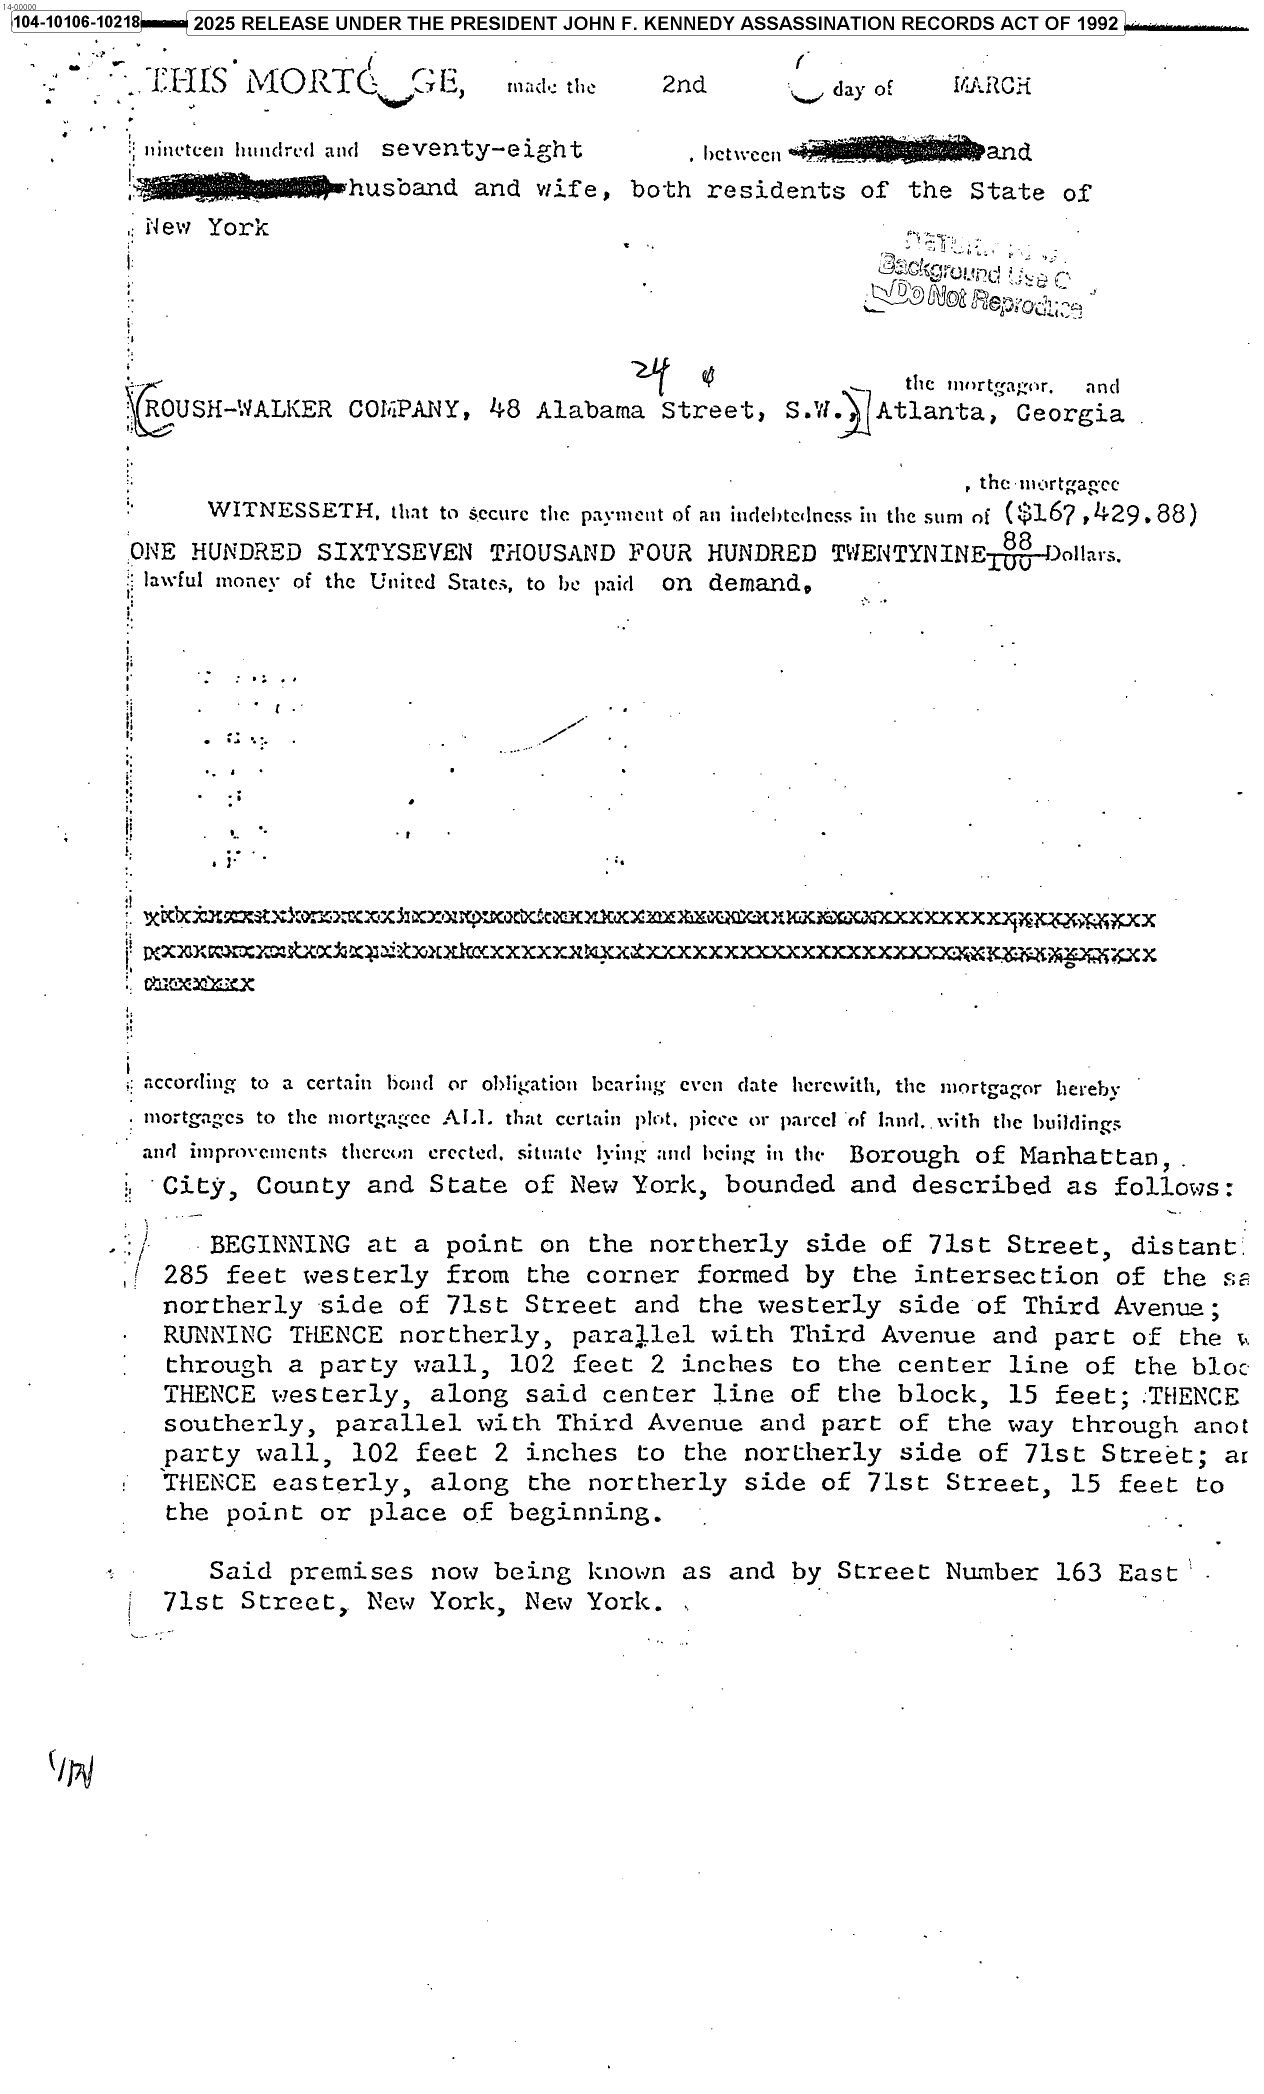 14-00000
104-10106-10218 2025 RELEASE UNDER THE PRESIDENT JOHN F. KENNEDY ASSASSINATION RECORDS ACT OF 1992
THIS MORTG GE, made the 2nd day of MARCH
nineteen hundred and seventy-eight , between and
husband and wife, both residents of the State of
New York
Background Use
Do Not Reproduce
24
the mortgagor, and
(ROUSH-WALKER COMPANY, 48 Alabama Street, S.W.,) Atlanta, Georgia
, the mortgagee
WITNESSETH, that to secure the payment of an indebtedness in the sum of ($167,429.88)
ONE HUNDRED SIXTYSEVEN THOUSAND FOUR HUNDRED TWENTYNINE 88/100 Dollars.
lawful money of the United States, to be paid on demand,
according to a certain bond or obligation bearing even date herewith, the mortgagor hereby
mortgages to the mortgagee ALL that certain plot, piece or parcel of land, with the buildings
and improvements thereon erected, situate lying and being in the Borough of Manhattan,
City, County and State of New York, bounded and described as follows:
BEGINNING at a point on the northerly side of 71st Street, distant
285 feet westerly from the corner formed by the intersection of the sa
northerly side of 71st Street and the westerly side of Third Avenue;
RUNNING THENCE northerly, parallel with Third Avenue and part of the w
through a party wall, 102 feet 2 inches to the center line of the bloc
THENCE westerly, along said center line of the block, 15 feet; THENCE
southerly, parallel with Third Avenue and part of the way through anot
party wall, 102 feet 2 inches to the northerly side of 71st Street; an
THENCE easterly, along the northerly side of 71st Street, 15 feet to
the point or place of beginning.
Said premises now being known as and by Street Number 163 East
71st Street, New York, New York.